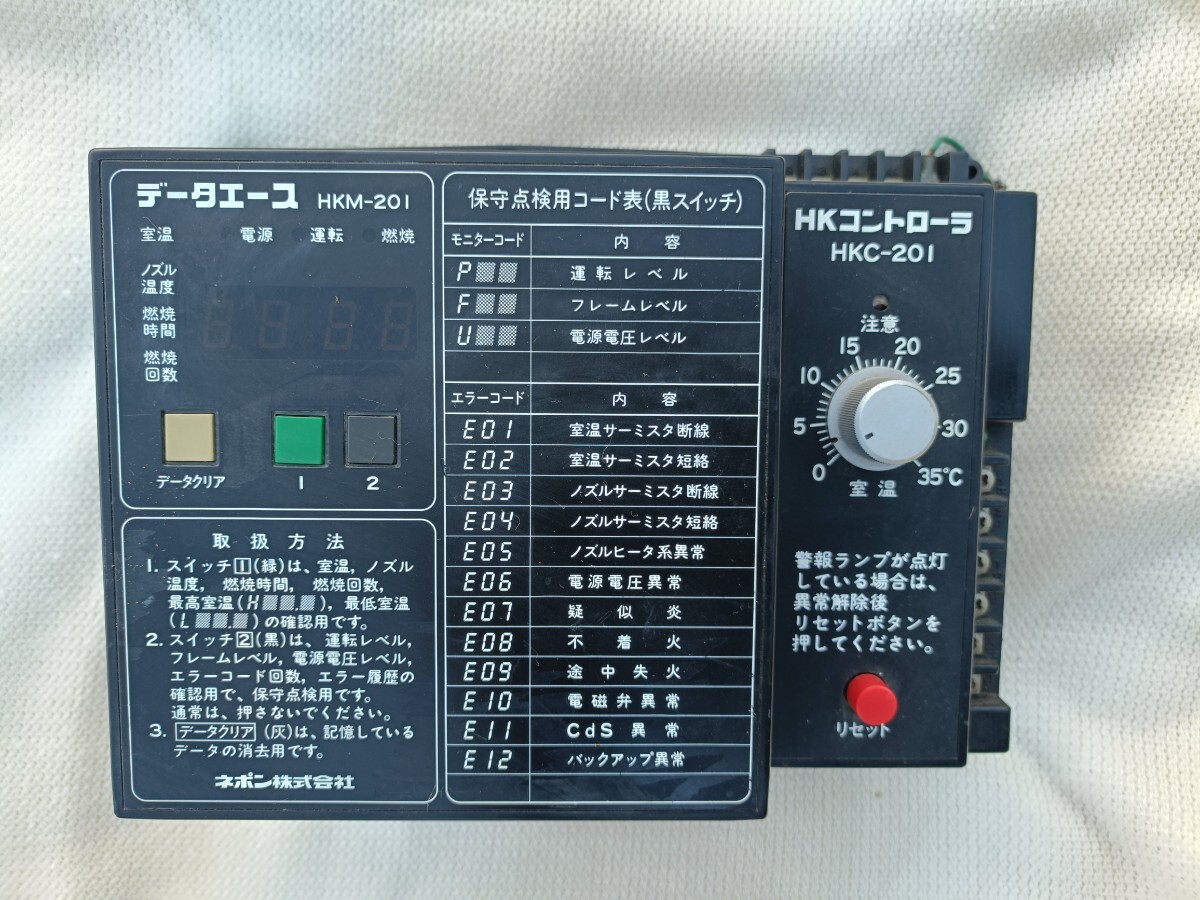 データエース HKM-201
室温 電源 運転 燃焼
ノズル
温度
燃焼
時間
燃焼
回数
データクリア 1 2
取扱方法
1. スイッチ1(緑)は、室温, ノズル
温度, 燃焼時間, 燃焼回数,
最高室温(H▒▒.▒), 最低室温
(L▒▒.▒)の確認用です。
2. スイッチ2(黒)は、運転レベル,
フレームレベル, 電源電圧レベル,
エラーコード回数, エラー履歴の
確認用で、保守点検用です。
通常は、押さないでください。
3. データクリア(灰)は、記憶している
データの消去用です。
ネポン株式会社
保守点検用コード表(黒スイッチ)
モニターコード 内容
P▒▒ 運転レベル
F▒▒ フレームレベル
U▒▒ 電源電圧レベル
エラーコード 内容
E01 室温サーミスタ断線
E02 室温サーミスタ短絡
E03 ノズルサーミスタ断線
E04 ノズルサーミスタ短絡
E05 ノズルヒータ系異常
E06 電源電圧異常
E07 疑似炎
E08 不着火
E09 途中失火
E10 電磁弁異常
E11 CdS異常
E12 バックアップ異常
HKコントローラ
HKC-201
注意
0 5 10 15 20 25 30 35℃
室温
警報ランプが点灯
している場合は、
異常解除後
リセットボタンを
押してください。
リセット